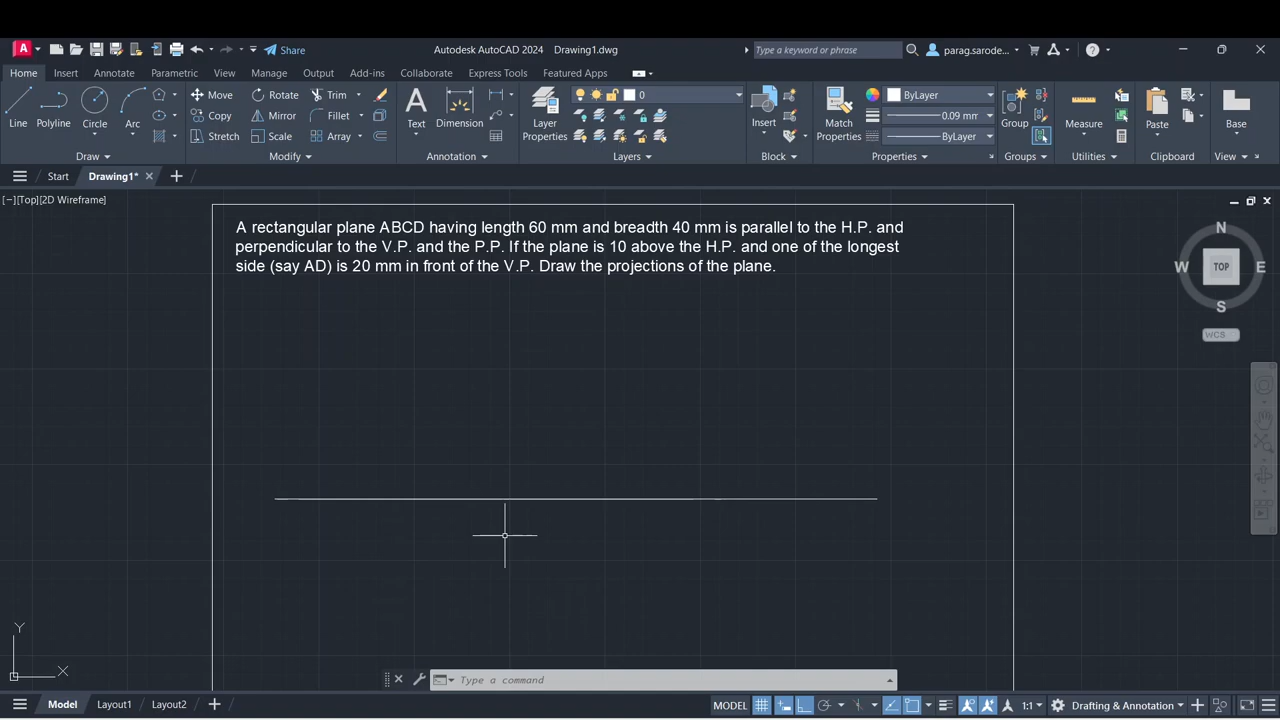 Share
Autodesk AutoCAD 2024 Drawing1.dwg
Type a keyword or phrase
parag.sarode...
Home Insert Annotate Parametric View Manage Output Add-ins Collaborate Express Tools Featured Apps
Line Polyline Circle Arc
Move Rotate Trim
Copy Mirror Fillet
Stretch Scale Array
Text Dimension
Layer Properties
0
Insert
Match Properties
ByLayer
0.09 mm
ByLayer
Group
Measure
Paste
Base
Draw Modify Annotation Layers Block Properties Groups Utilities Clipboard View
Start Drawing1*
[−][Top][2D Wireframe]
A rectangular plane ABCD having length 60 mm and breadth 40 mm is parallel to the H.P. and
perpendicular to the V.P. and the P.P. If the plane is 10 above the H.P. and one of the longest
side (say AD) is 20 mm in front of the V.P. Draw the projections of the plane.
N
W TOP E
S
WCS
Y
X
Type a command
Model Layout1 Layout2
MODEL 1:1 Drafting & Annotation